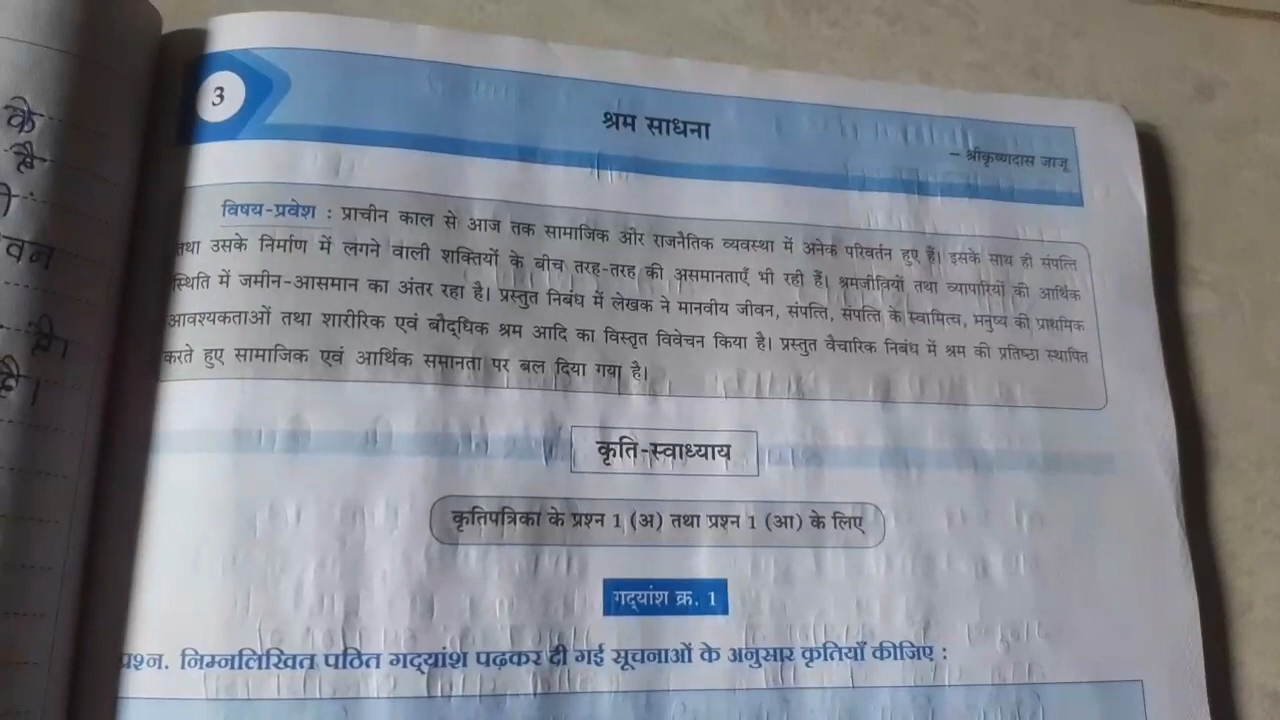 के
है
वन
है।
है।
3
श्रम साधना
– श्रीकृष्णदास जाजू
विषय-प्रवेश : प्राचीन काल से आज तक सामाजिक और राजनैतिक व्यवस्था में अनेक परिवर्तन हुए हैं। इसके साथ ही संपत्ति
तथा उसके निर्माण में लगने वाली शक्तियों के बीच तरह-तरह की असमानताएँ भी रही हैं। श्रमजीवियों तथा व्यापारियों की आर्थिक
स्थिति में जमीन-आसमान का अंतर रहा है। प्रस्तुत निबंध में लेखक ने मानवीय जीवन, संपत्ति, संपत्ति के स्वामित्व, मनुष्य की प्राथमिक
आवश्यकताओं तथा शारीरिक एवं बौद्धिक श्रम आदि का विस्तृत विवेचन किया है। प्रस्तुत वैचारिक निबंध में श्रम की प्रतिष्ठा स्थापित
करते हुए सामाजिक एवं आर्थिक समानता पर बल दिया गया है।
कृति-स्वाध्याय
कृतिपत्रिका के प्रश्न 1 (अ) तथा प्रश्न 1 (आ) के लिए
गद्यांश क्र. 1
प्रश्न. निम्नलिखित पठित गद्यांश पढ़कर दी गई सूचनाओं के अनुसार कृतियाँ कीजिए :